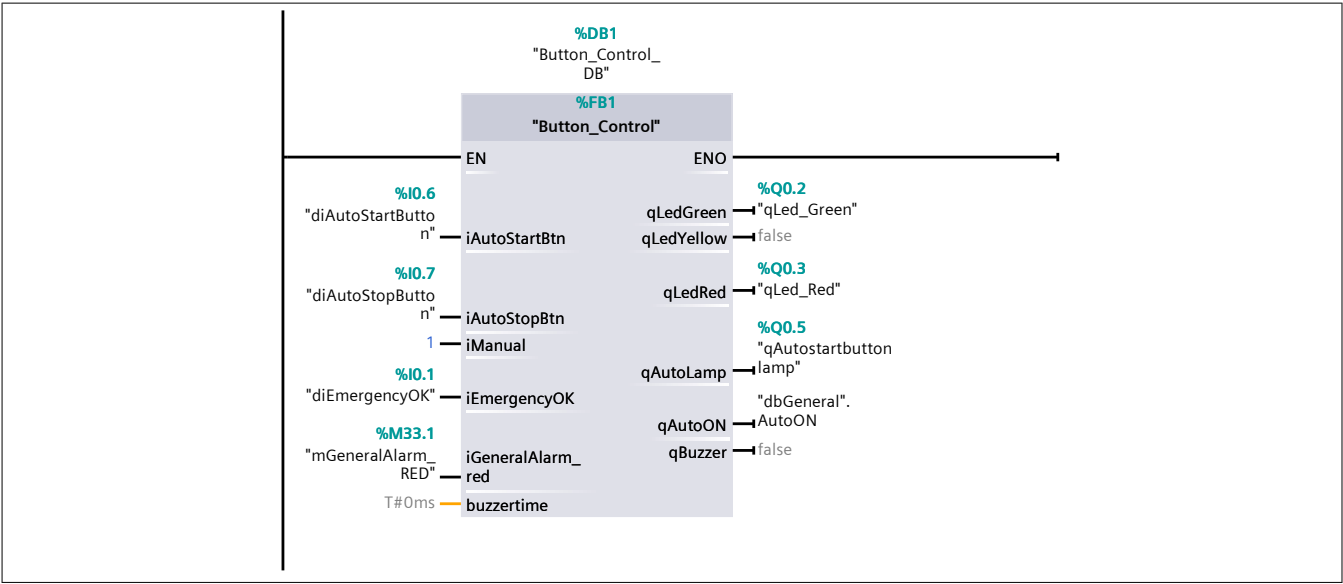 %DB1
"Button_Control_
DB"
%FB1
"Button_Control"
EN
ENO
%I0.6
"diAutoStartButto
n"
iAutoStartBtn
%I0.7
"diAutoStopButto
n"
iAutoStopBtn
1
iManual
%I0.1
"diEmergencyOK"
iEmergencyOK
%M33.1
"mGeneralAlarm_
RED"
iGeneralAlarm_
red
T#0ms
buzzertime
qLedGreen
%Q0.2
"qLed_Green"
qLedYellow
false
qLedRed
%Q0.3
"qLed_Red"
qAutoLamp
%Q0.5
"qAutostartbutton
lamp"
qAutoON
"dbGeneral".
AutoON
qBuzzer
false